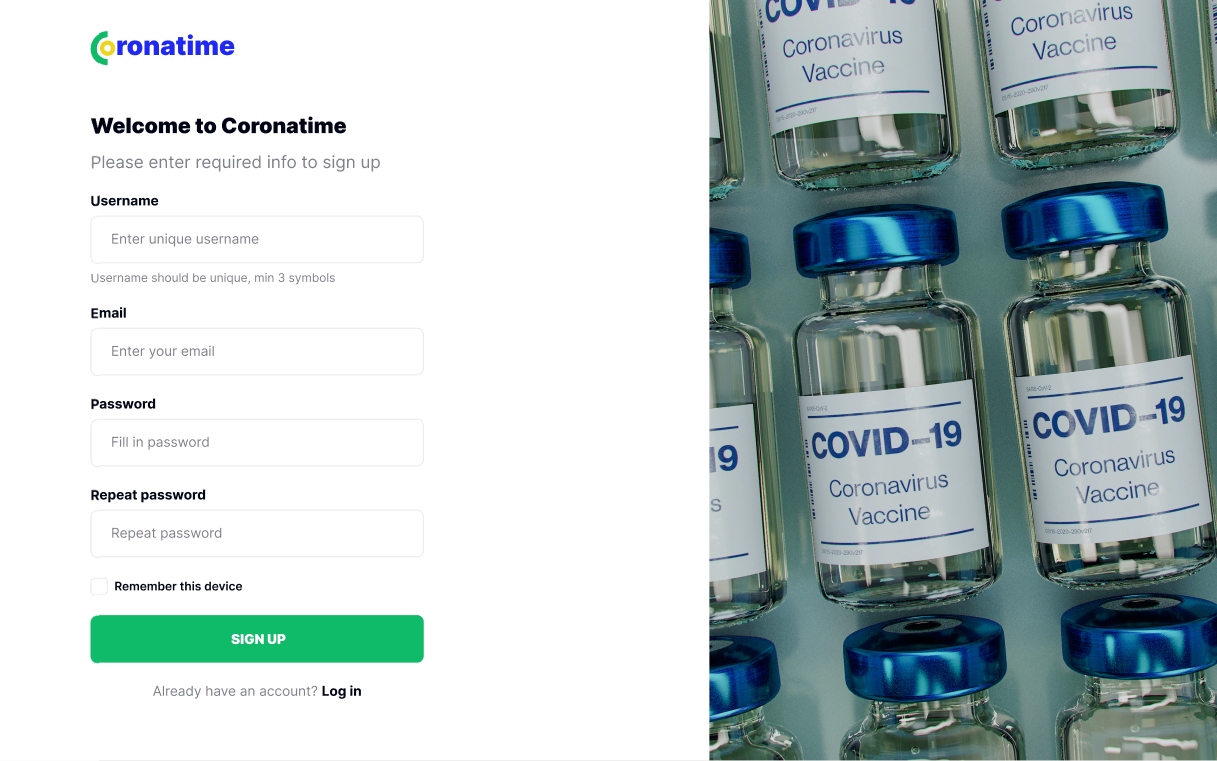 ronatime
Welcome to Coronatime
Please enter required info to sign up
Username
Enter unique username
Username should be unique, min 3 symbols
Email
Enter your email
Password
Fill in password
Repeat password
Repeat password
Remember this device
SIGN UP
Already have an account? Log in
COVID-19
Coronavirus
Vaccine
Coronavirus
Vaccine
19
s
COVID-19
Coronavirus
Vaccine
COVID-19
Coronavirus
Vaccine